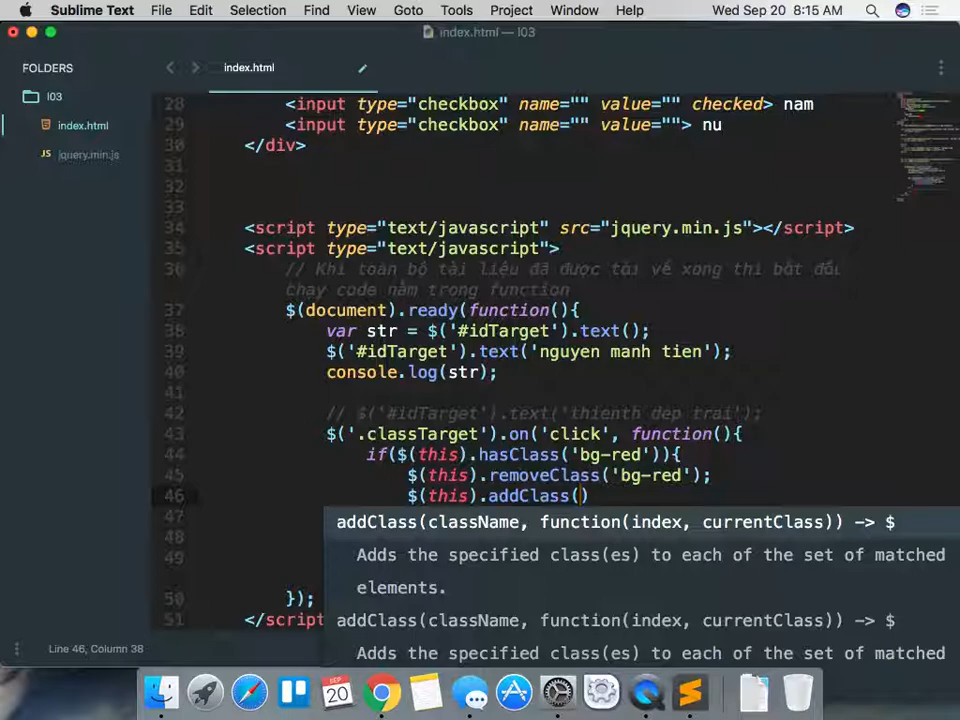 Sublime Text File Edit Selection Find View Goto Tools Project Window Help Wed Sep 20 8:15 AM
index.html — l03
FOLDERS
l03
index.html
JS jquery.min.js
index.html
28 <input type="checkbox" name="" value="" checked> nam
29 <input type="checkbox" name="" value=""> nu
30 </div>
31
32
33
34 <script type="text/javascript" src="jquery.min.js"></script>
35 <script type="text/javascript">
36 // Khi toàn bộ tài liệu đã được tải về xong thì bắt đầu
chạy code nằm trong function
37 $(document).ready(function(){
38 var str = $('#idTarget').text();
39 $('#idTarget').text('nguyen manh tien');
40 console.log(str);
41
42 // $('#idTarget').text('thienth dep trai');
43 $('.classTarget').on('click', function(){
44 if($(this).hasClass('bg-red')){
45 $(this).removeClass('bg-red');
46 $(this).addClass()
47 addClass(className, function(index, currentClass)) -> $
48 Adds the specified class(es) to each of the set of matched
49 elements.
50 });
51 </script
addClass(className, function(index, currentClass)) -> $
Adds the specified class(es) to each of the set of matched
Line 46, Column 38
SEP
20